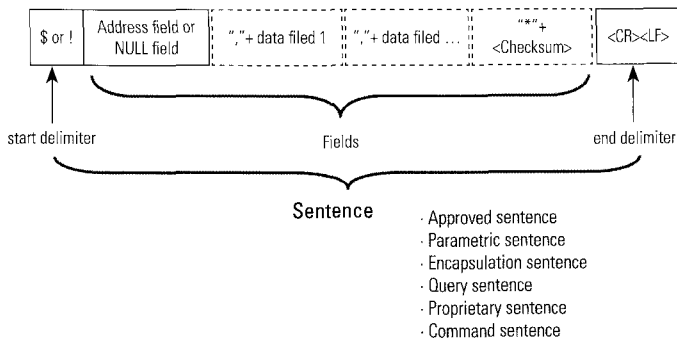 $ or !
Address field or
NULL field
","+ data filed 1
","+ data filed ...
"*"+
<Checksum>
<CR><LF>
start delimiter
Fields
end delimiter
Sentence
· Approved sentence
· Parametric sentence
· Encapsulation sentence
· Query sentence
· Proprietary sentence
· Command sentence